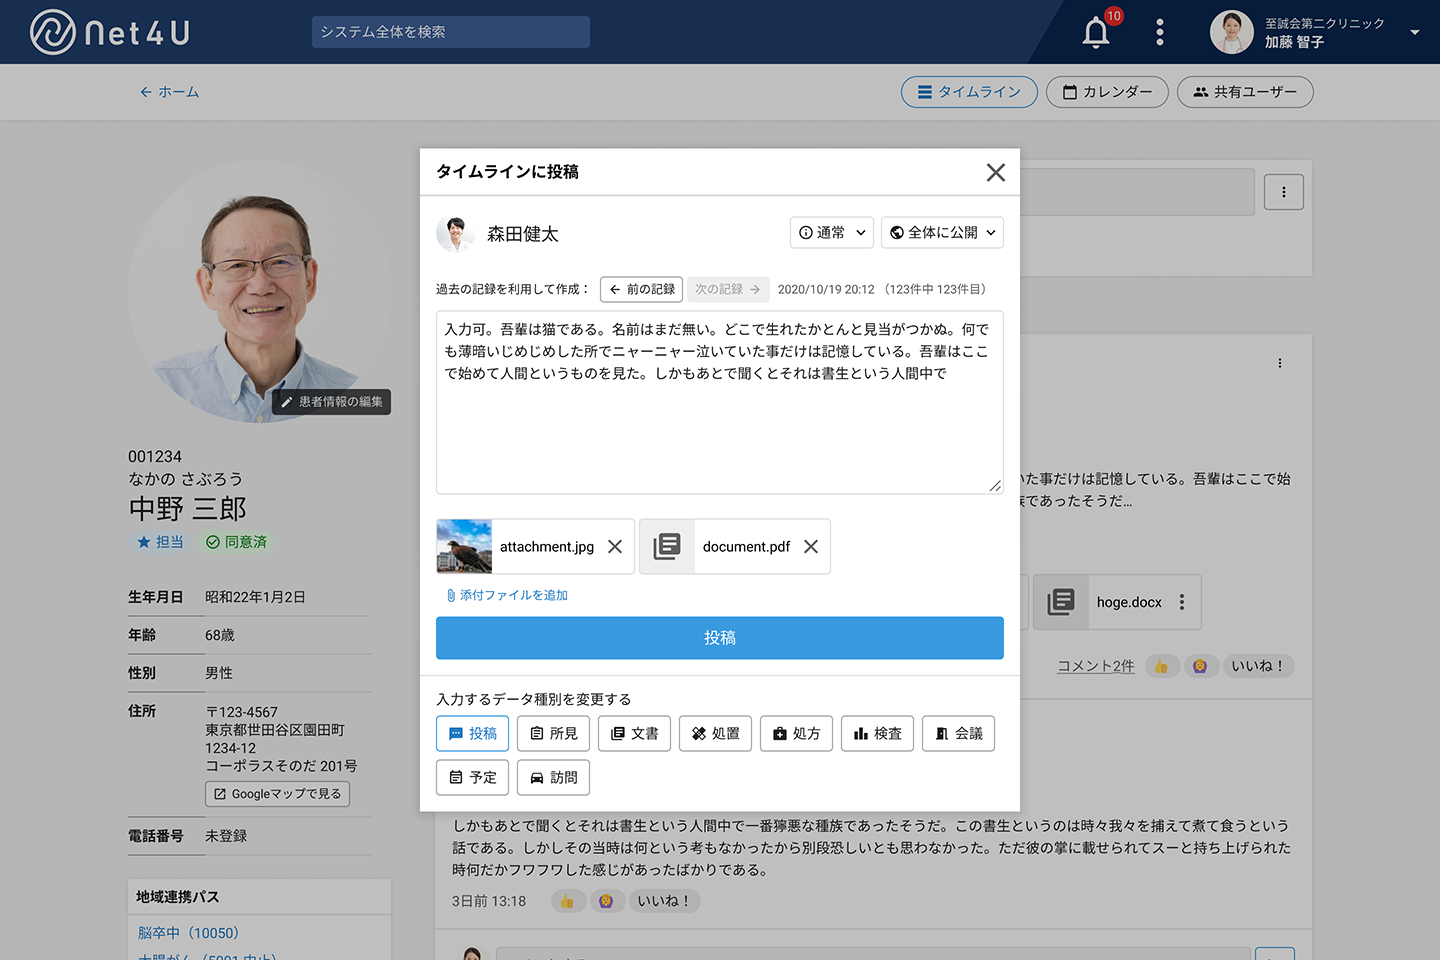 Net4U
システム全体を検索
10
至誠会第二クリニック
加藤 智子
← ホーム
タイムライン
カレンダー
共有ユーザー
患者情報の編集
001234
なかの さぶろう
中野 三郎
担当
同意済
生年月日 昭和22年1月2日
年齢 68歳
性別 男性
住所 〒123-4567
東京都世田谷区園田町
1234-12
コーポラスそのだ 201号
Googleマップで見る
電話番号 未登録
地域連携パス
脳卒中（10050）
大腸がん（5001 中止）
タイムラインに投稿
森田健太
通常
全体に公開
過去の記録を利用して作成：
← 前の記録
次の記録 →
2020/10/19 20:12 （123件中 123件目）
入力可。吾輩は猫である。名前はまだ無い。どこで生れたかとんと見当がつかぬ。何で
も薄暗いじめじめした所でニャーニャー泣いていた事だけは記憶している。吾輩はここ
で始めて人間というものを見た。しかもあとで聞くとそれは書生という人間中で
attachment.jpg
document.pdf
添付ファイルを追加
投稿
入力するデータ種別を変更する
投稿
所見
文書
処置
処方
検査
会議
予定
訪問
いた事だけは記憶している。吾輩はここで始
族であったそうだ...
hoge.docx
コメント2件
いいね！
しかもあとで聞くとそれは書生という人間中で一番獰悪な種族であったそうだ。この書生というのは時々我々を捕えて煮て食うという
話である。しかしその当時は何という考もなかったから別段恐しいとも思わなかった。ただ彼の掌に載せられてスーと持ち上げられた
時何だかフワフワした感じがあったばかりである。
3日前 13:18
いいね！